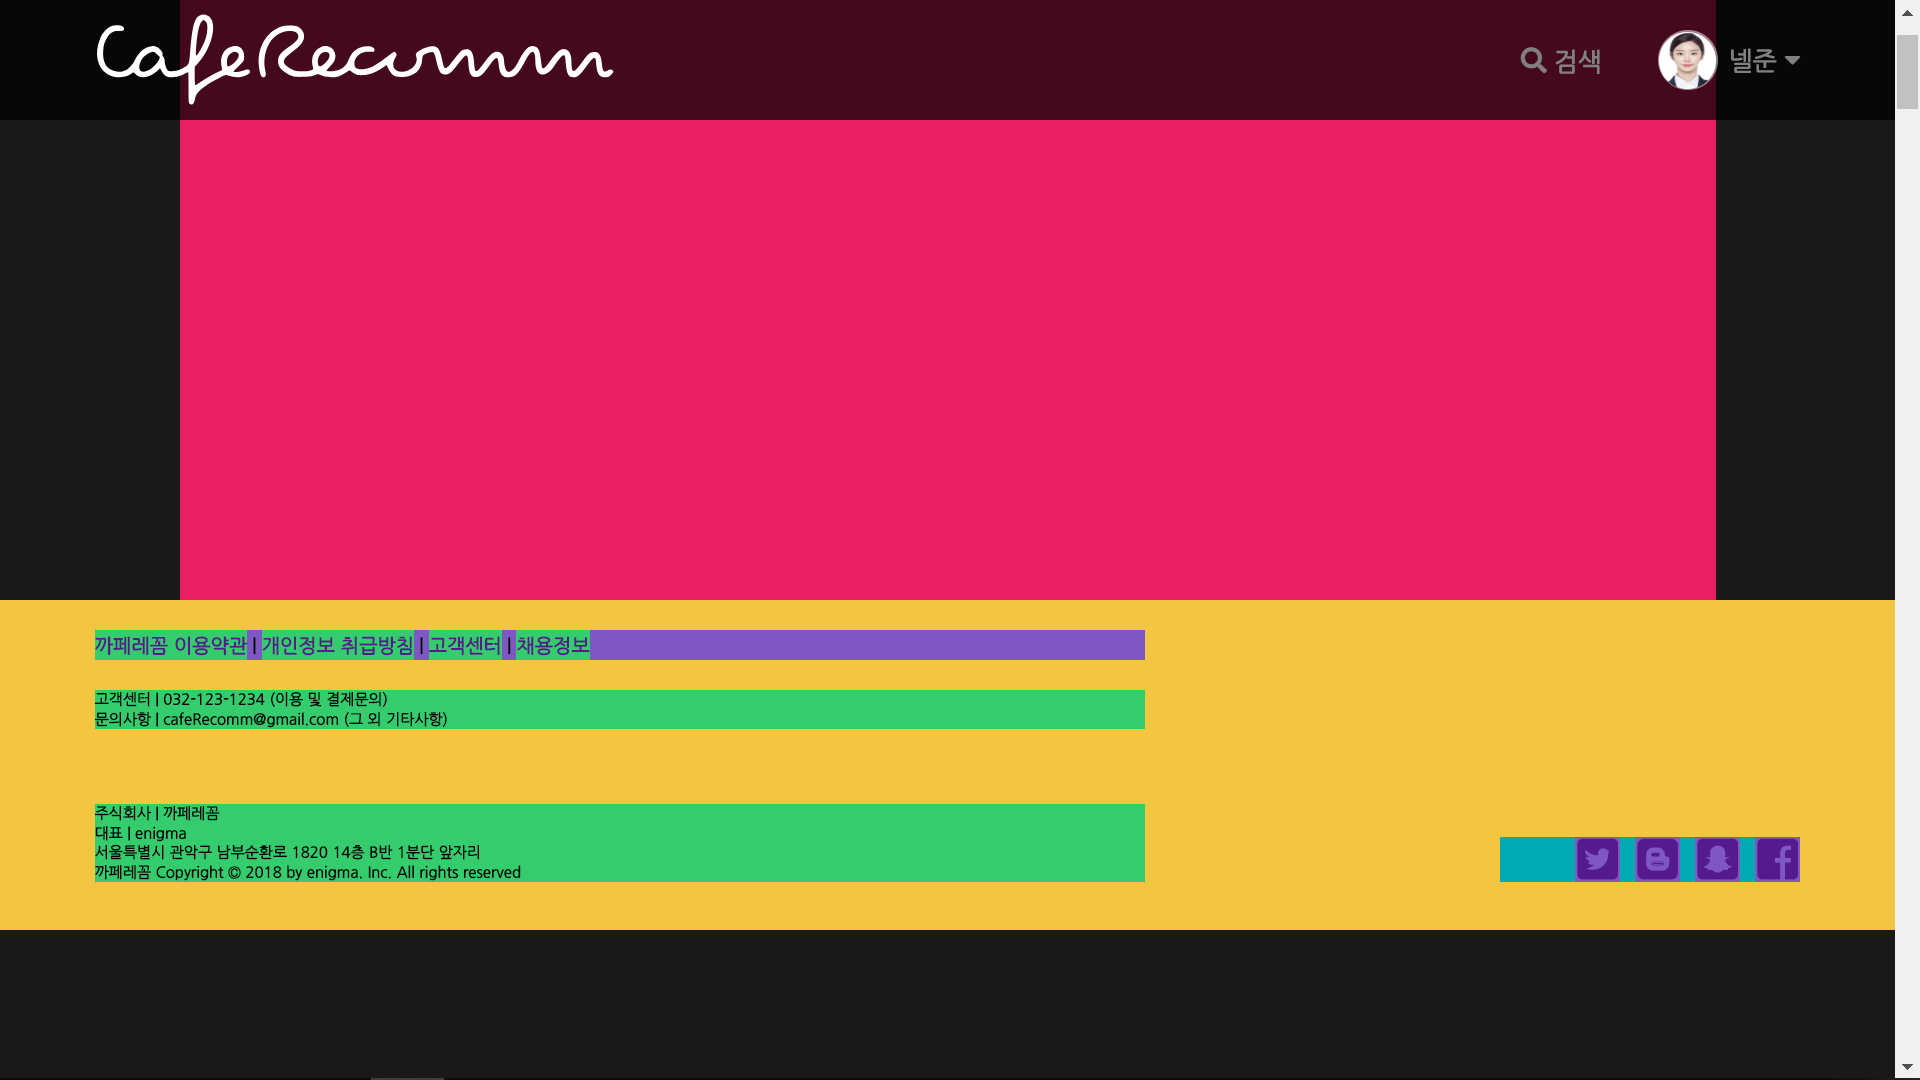 CafeRecomm
검색
넬준
까페레꼼 이용약관 | 개인정보 취급방침 | 고객센터 | 채용정보
고객센터 | 032-123-1234 (이용 및 결제문의)
문의사항 | cafeRecomm@gmail.com (그 외 기타사항)
주식회사 | 까페레꼼
대표 | enigma
서울특별시 관악구 남부순환로 1820 14층 B반 1분단 앞자리
까페레꼼 Copyright © 2018 by enigma. Inc. All rights reserved